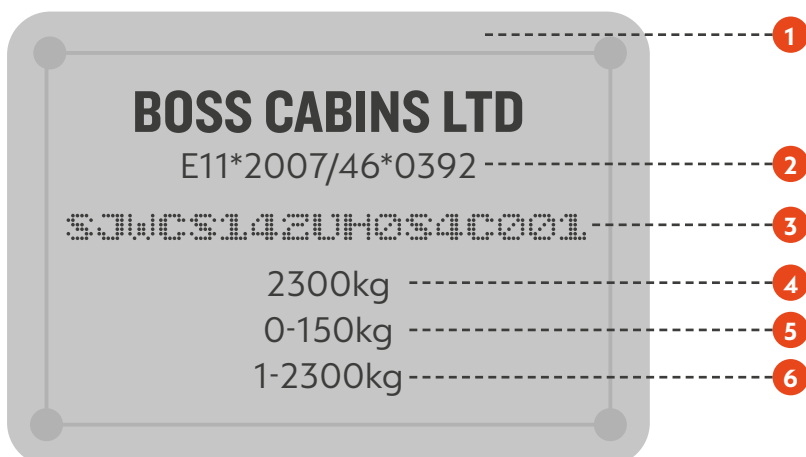 1
BOSS CABINS LTD
E11*2007/46*0392 2
SJWCS142UH0S4C001 3
2300kg 4
0-150kg 5
1-2300kg 6